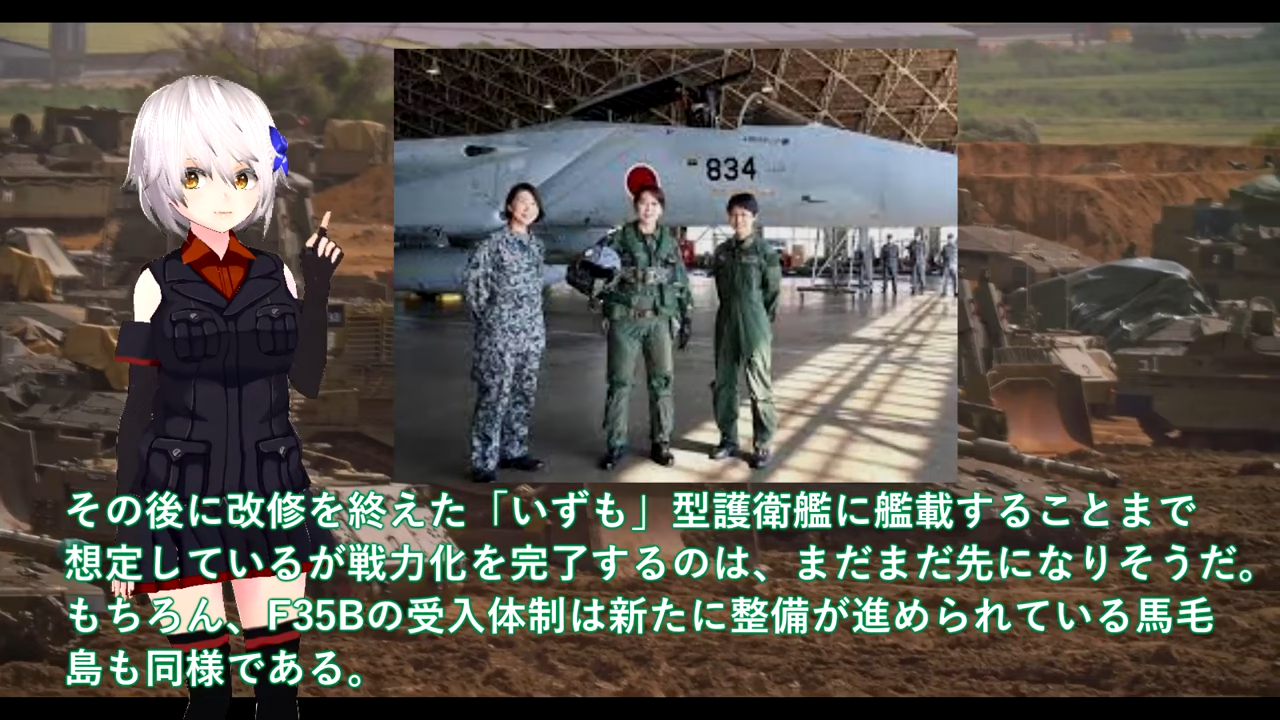 834
その後に改修を終えた「いずも」型護衛艦に艦載することまで
想定しているが戦力化を完了するのは、まだまだ先になりそうだ。
もちろん、F35Bの受入体制は新たに整備が進められている馬毛
島も同様である。